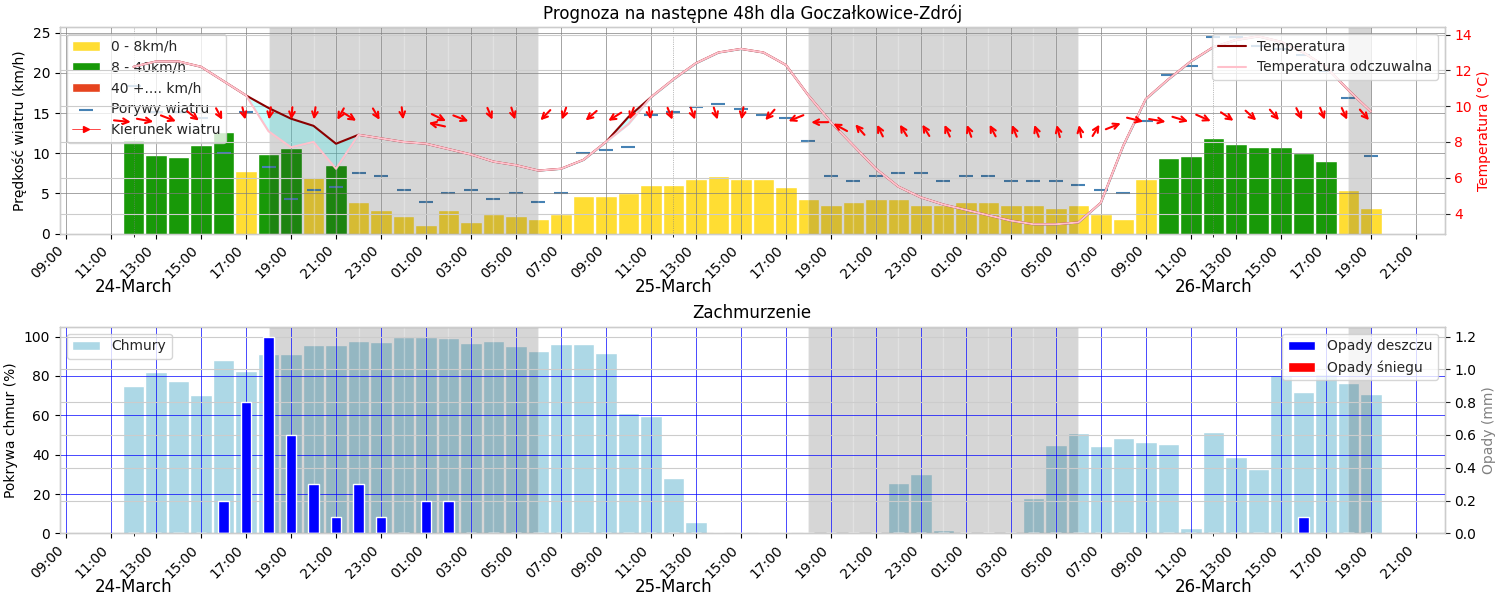 Prognoza na następne 48h dla Goczałkowice-Zdrój
Prędkość wiatru (km/h)
25
20
15
10
5
0
0 - 8km/h
8 - 40km/h
40 +.... km/h
Porywy wiatru
Kierunek wiatru
Temperatura
Temperatura odczuwalna
14
12
10
8
6
4
Temperatura (°C)
09:00 11:00 13:00 15:00 17:00 19:00 21:00 23:00 01:00 03:00 05:00 07:00 09:00 11:00 13:00 15:00 17:00 19:00 21:00 23:00 01:00 03:00 05:00 07:00 09:00 11:00 13:00 15:00 17:00 19:00 21:00
24-March 25-March 26-March
Zachmurzenie
Pokrywa chmur (%)
100
80
60
40
20
0
Chmury
Opady deszczu
Opady śniegu
1.2
1.0
0.8
0.6
0.4
0.2
0.0
Opady (mm)
09:00 11:00 13:00 15:00 17:00 19:00 21:00 23:00 01:00 03:00 05:00 07:00 09:00 11:00 13:00 15:00 17:00 19:00 21:00 23:00 01:00 03:00 05:00 07:00 09:00 11:00 13:00 15:00 17:00 19:00 21:00
24-March 25-March 26-March